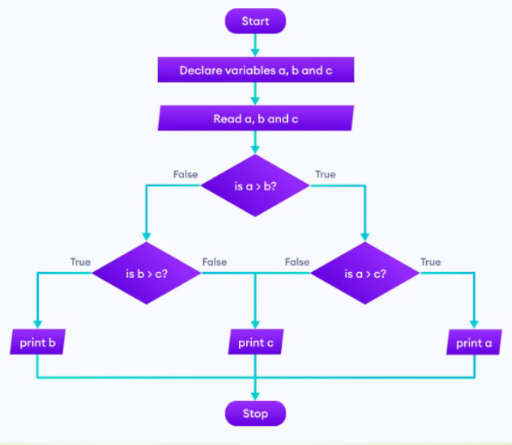 Start
Declare variables a, b and c
Read a, b and c
False
is a > b?
True
True
is b > c?
False
False
is a > c?
True
print b
print c
print a
Stop